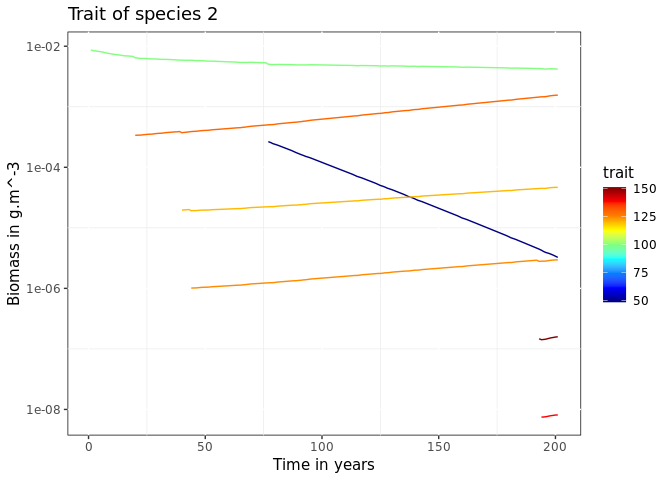 Trait of species 2
1e-02
1e-04
1e-06
1e-08
Biomass in g.m^-3
0 50 100 150 200
Time in years
trait
150
125
100
75
50